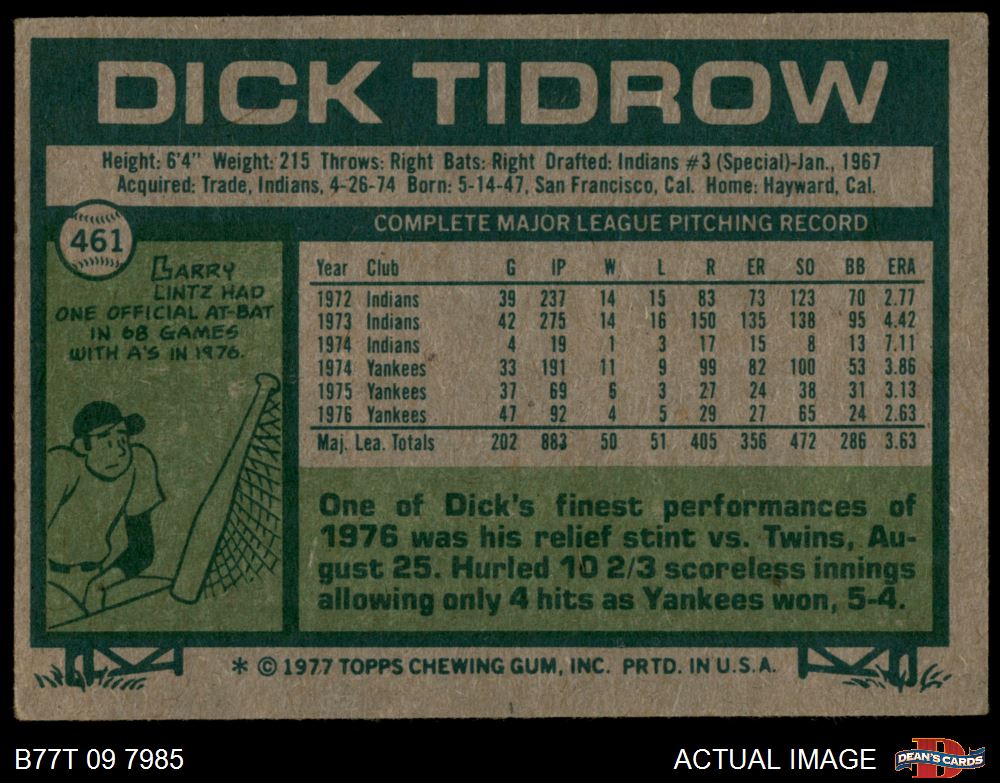 DICK TIDROW
Height: 6'4" Weight: 215 Throws: Right Bats: Right Drafted: Indians #3 (Special)-Jan., 1967
Acquired: Trade, Indians, 4-26-74 Born: 5-14-47, San Francisco, Cal. Home: Hayward, Cal.
461
LARRY
LINTZ HAD
ONE OFFICIAL AT-BAT
IN 68 GAMES
WITH A'S IN 1976.
COMPLETE MAJOR LEAGUE PITCHING RECORD
Year Club G IP W L R ER SO BB ERA
1972 Indians 39 237 14 15 83 73 123 70 2.77
1973 Indians 42 275 14 16 150 135 138 95 4.42
1974 Indians 4 19 1 3 17 15 8 13 7.11
1974 Yankees 33 191 11 9 99 82 100 53 3.86
1975 Yankees 37 69 6 3 27 24 38 31 3.13
1976 Yankees 47 92 4 5 29 27 65 24 2.63
Maj. Lea. Totals 202 883 50 51 405 356 472 286 3.63
One of Dick's finest performances of
1976 was his relief stint vs. Twins, Au-
gust 25. Hurled 10 2/3 scoreless innings
allowing only 4 hits as Yankees won, 5-4.
* © 1977 TOPPS CHEWING GUM, INC. PRTD. IN U.S.A.
B77T 09 7985
ACTUAL IMAGE
DEAN'S CARDS